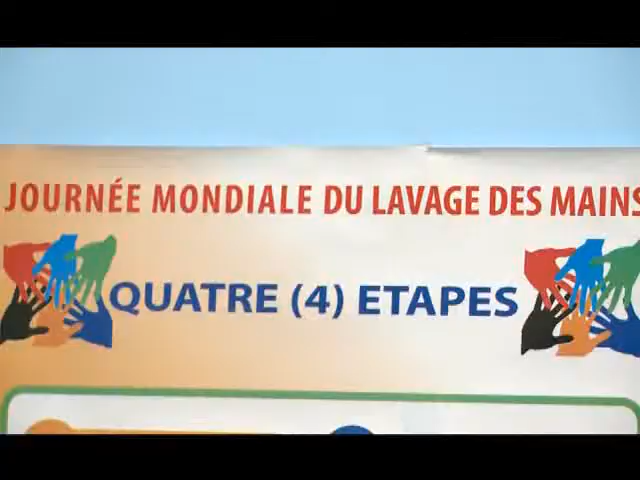 JOURNÉE MONDIALE DU LAVAGE DES MAINS
QUATRE (4) ETAPES